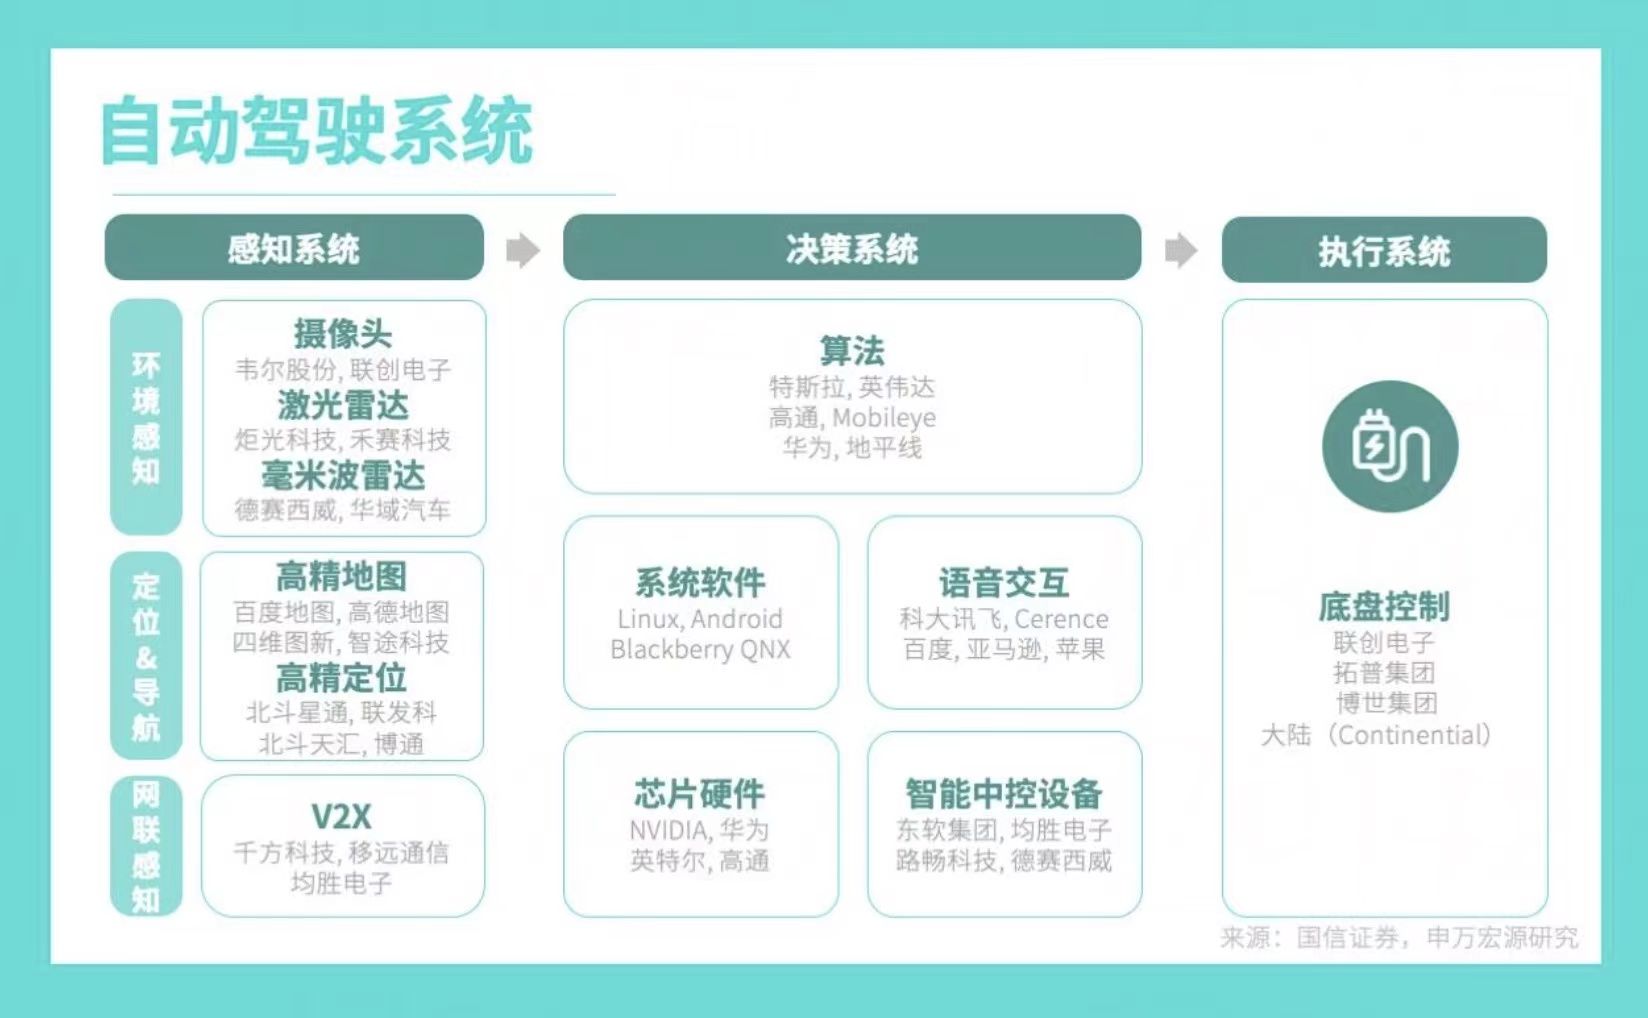 自动驾驶系统
感知系统
决策系统
执行系统
环境感知
摄像头
韦尔股份, 联创电子
激光雷达
炬光科技, 禾赛科技
毫米波雷达
德赛西威, 华域汽车
定位&导航
高精地图
百度地图, 高德地图
四维图新, 智途科技
高精定位
北斗星通, 联发科
北斗天汇, 博通
网联感知
V2X
千方科技, 移远通信
均胜电子
算法
特斯拉, 英伟达
高通, Mobileye
华为, 地平线
系统软件
Linux, Android
Blackberry QNX
语音交互
科大讯飞, Cerence
百度, 亚马逊, 苹果
芯片硬件
NVIDIA, 华为
英特尔, 高通
智能中控设备
东软集团, 均胜电子
路畅科技, 德赛西威
底盘控制
联创电子
拓普集团
博世集团
大陆（Continential）
来源：国信证券，申万宏源研究